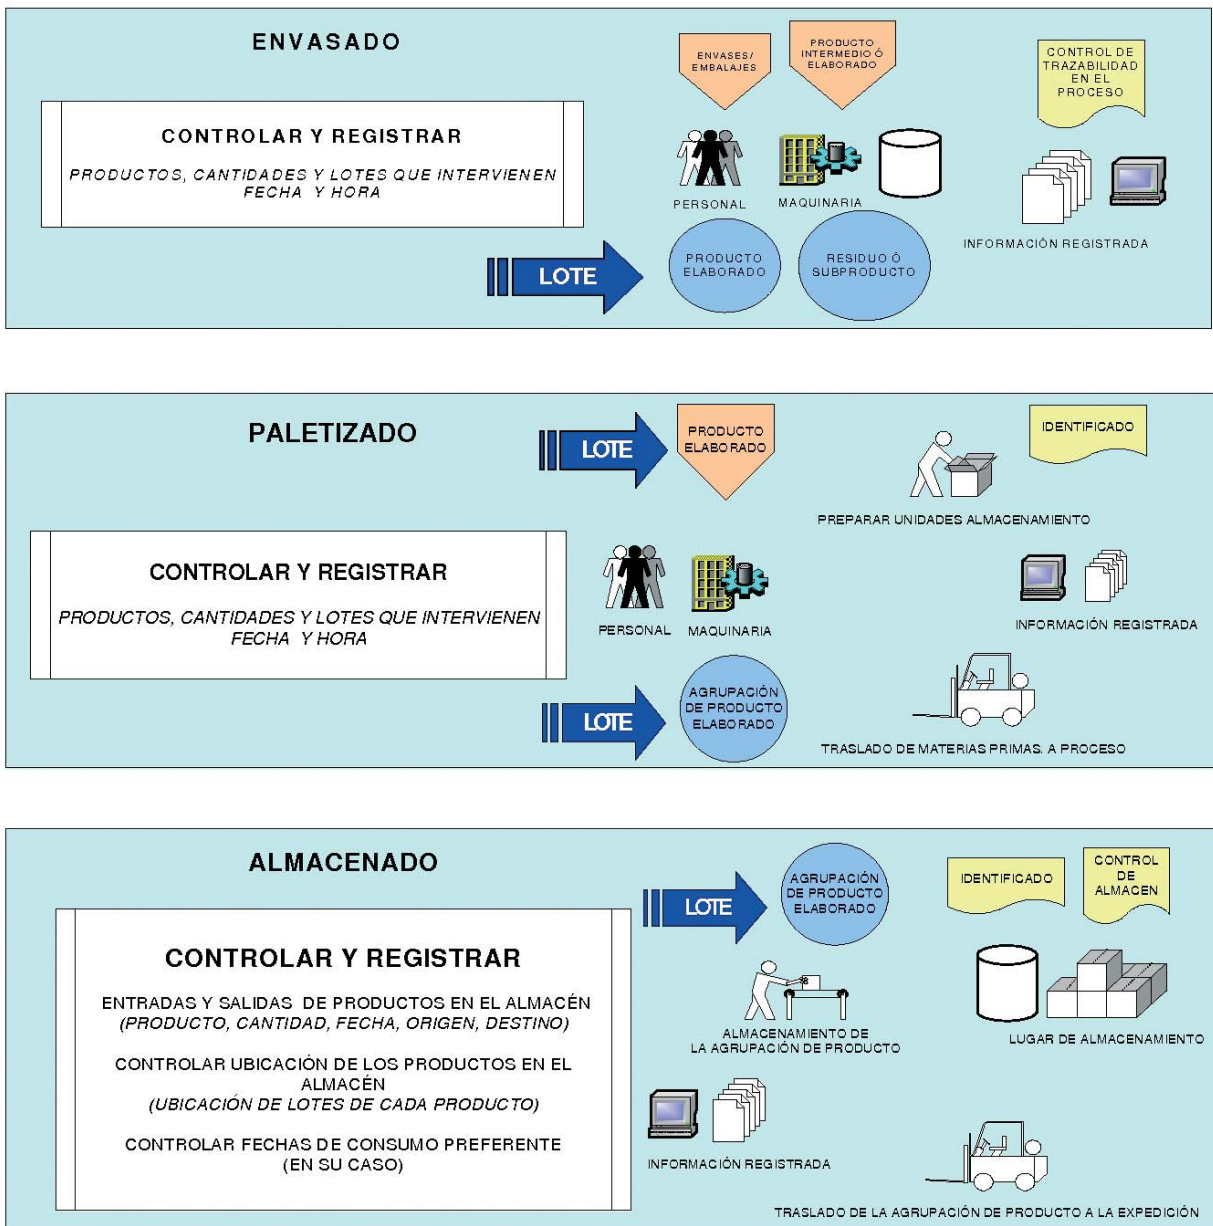 ENVASADO
CONTROLAR Y REGISTRAR
PRODUCTOS, CANTIDADES Y LOTES QUE INTERVIENEN
FECHA Y HORA
ENVASES/
EMBALAJES
PRODUCTO
INTERMEDIO Ó
ELABORADO
CONTROL DE
TRAZABILIDAD
EN EL
PROCESO
PERSONAL
MAQUINARIA
INFORMACIÓN REGISTRADA
LOTE
PRODUCTO
ELABORADO
RESIDUO Ó
SUBPRODUCTO
PALETIZADO
LOTE
PRODUCTO
ELABORADO
IDENTIFICADO
PREPARAR UNIDADES ALMACENAMIENTO
CONTROLAR Y REGISTRAR
PRODUCTOS, CANTIDADES Y LOTES QUE INTERVIENEN
FECHA Y HORA
PERSONAL
MAQUINARIA
INFORMACIÓN REGISTRADA
LOTE
AGRUPACIÓN
DE PRODUCTO
ELABORADO
TRASLADO DE MATERIAS PRIMAS. A PROCESO
ALMACENADO
LOTE
AGRUPACIÓN
DE PRODUCTO
ELABORADO
IDENTIFICADO
CONTROL
DE
ALMACEN
CONTROLAR Y REGISTRAR
ENTRADAS Y SALIDAS DE PRODUCTOS EN EL ALMACÉN
(PRODUCTO, CANTIDAD, FECHA, ORIGEN, DESTINO)
CONTROLAR UBICACIÓN DE LOS PRODUCTOS EN EL
ALMACÉN
(UBICACIÓN DE LOTES DE CADA PRODUCTO)
CONTROLAR FECHAS DE CONSUMO PREFERENTE
(EN SU CASO)
ALMACENAMIENTO DE
LA AGRUPACIÓN DE PRODUCTO
LUGAR DE ALMACENAMIENTO
INFORMACIÓN REGISTRADA
TRASLADO DE LA AGRUPACIÓN DE PRODUCTO A LA EXPEDICIÓN